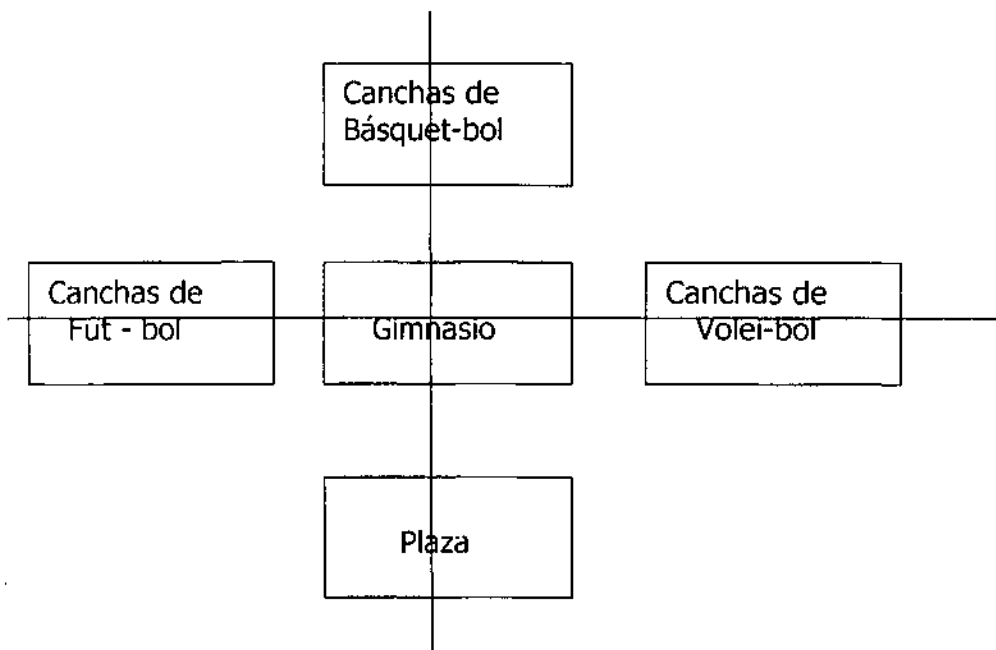 Canchas de
Básquet-bol
Canchas de
Fut - bol
Gimnasio
Canchas de
Volei-bol
Plaza